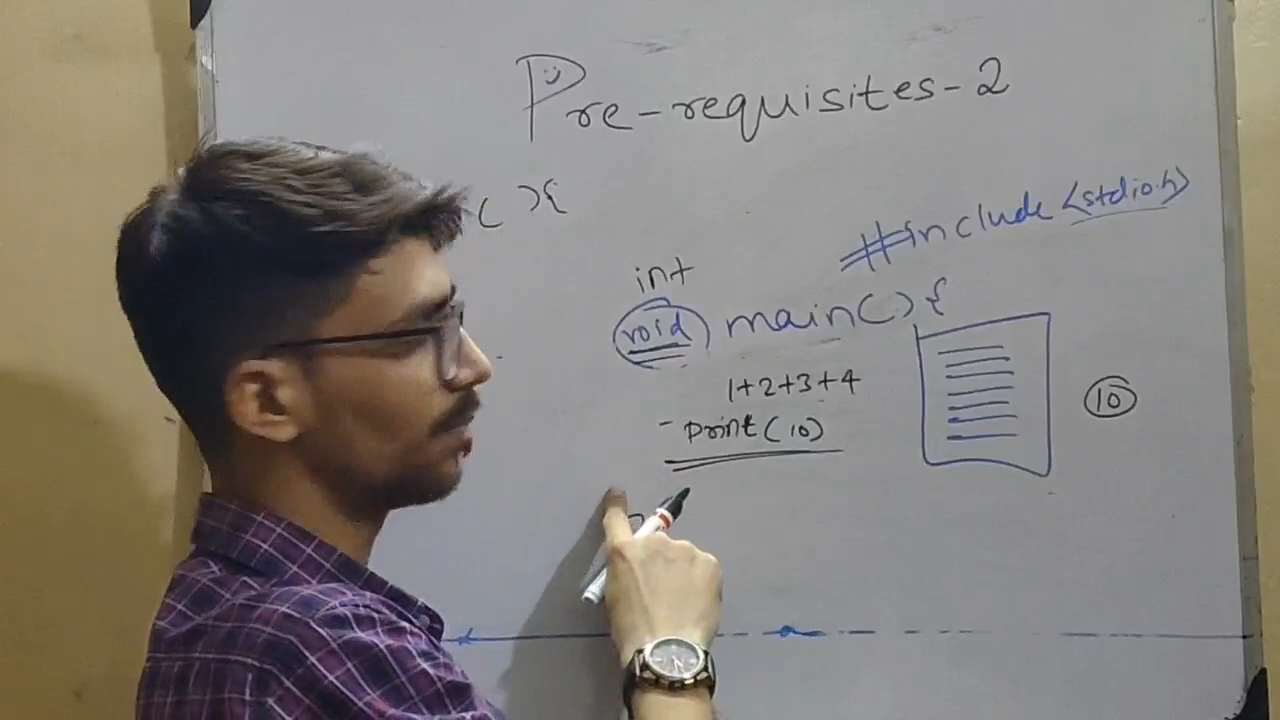 Pre-requisites-2
( ){
#include <stdio.h>
int
void main( ) {
1+2+3+4
- print(10)
10